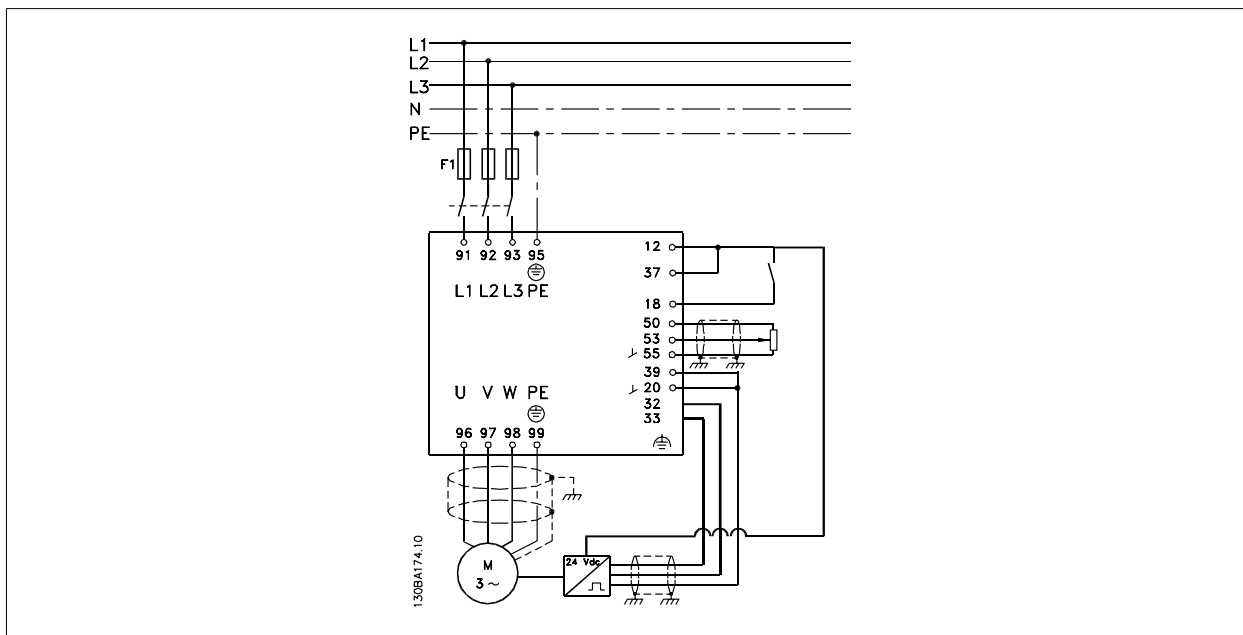 L1
L2
L3
N
PE
F1
91 92 93 95
L1 L2 L3 PE
12
37
18
50
53
55
39
20
32
33
U V W PE
96 97 98 99
M
3 ~
24 Vdc
130BA174.10